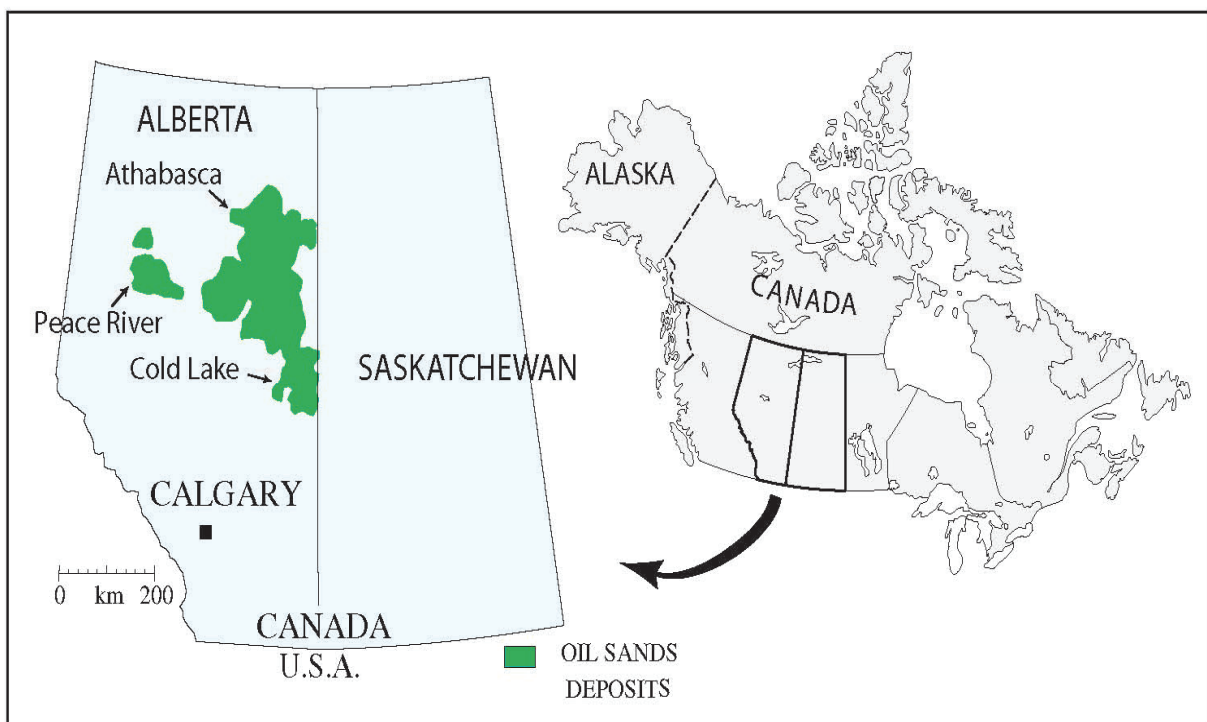 ALBERTA
Athabasca
Peace River
Cold Lake
SASKATCHEWAN
CALGARY
0 km 200
CANADA
U.S.A.
OIL SANDS
DEPOSITS
ALASKA
CANADA